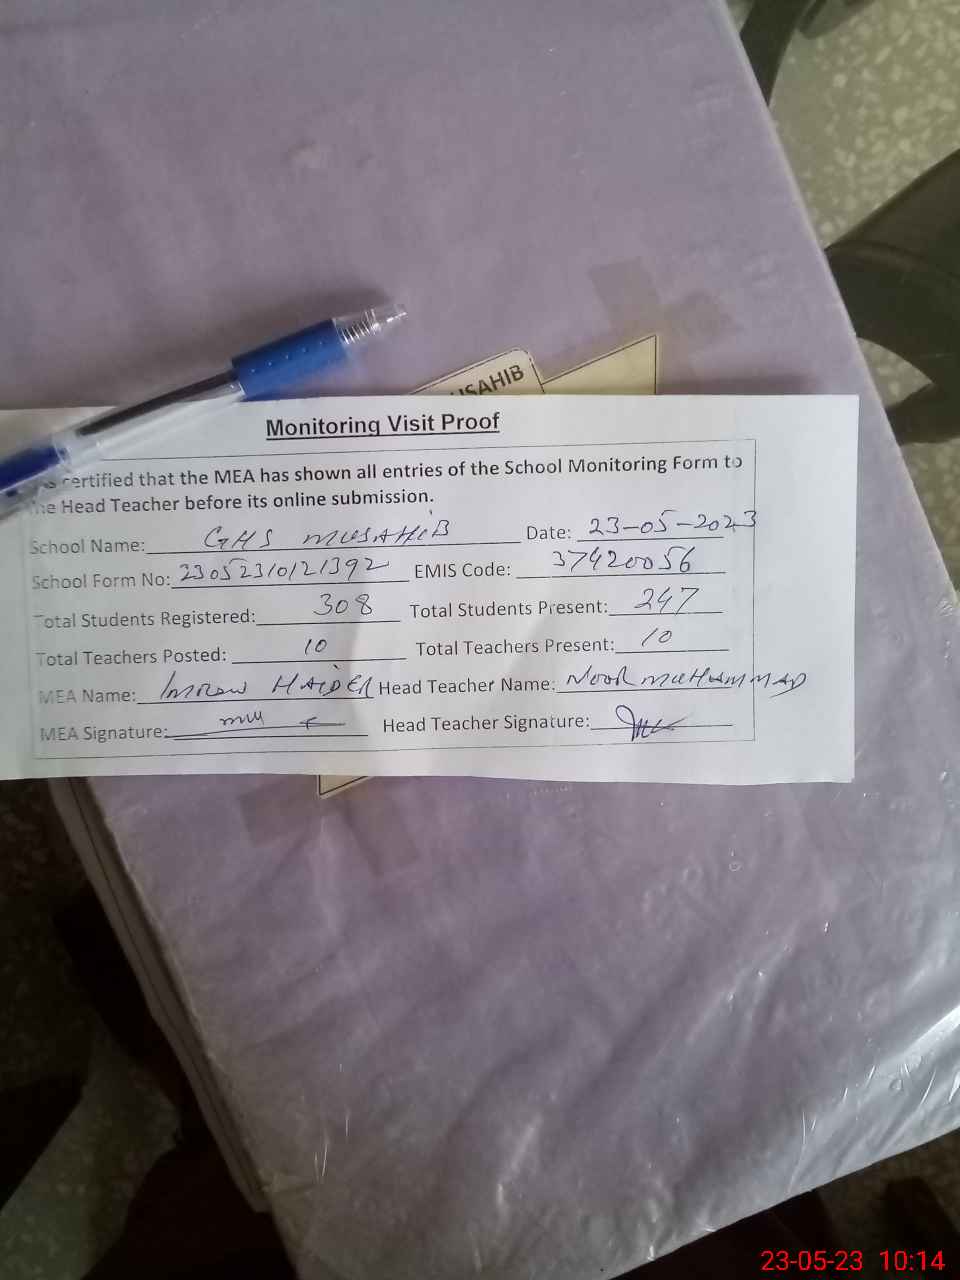 USAHIB
Monitoring Visit Proof
certified that the MEA has shown all entries of the School Monitoring Form to
the Head Teacher before its online submission.
School Name: GHS MUSAHIB Date: 23-05-2023
School Form No: 23052310121392 EMIS Code: 37420056
Total Students Registered: 308 Total Students Present: 247
Total Teachers Posted: 10 Total Teachers Present: 10
MEA Name: Imran HAIDER Head Teacher Name: NOOR MUHAMMAD
MEA Signature: Head Teacher Signature:
23-05-23 10:14